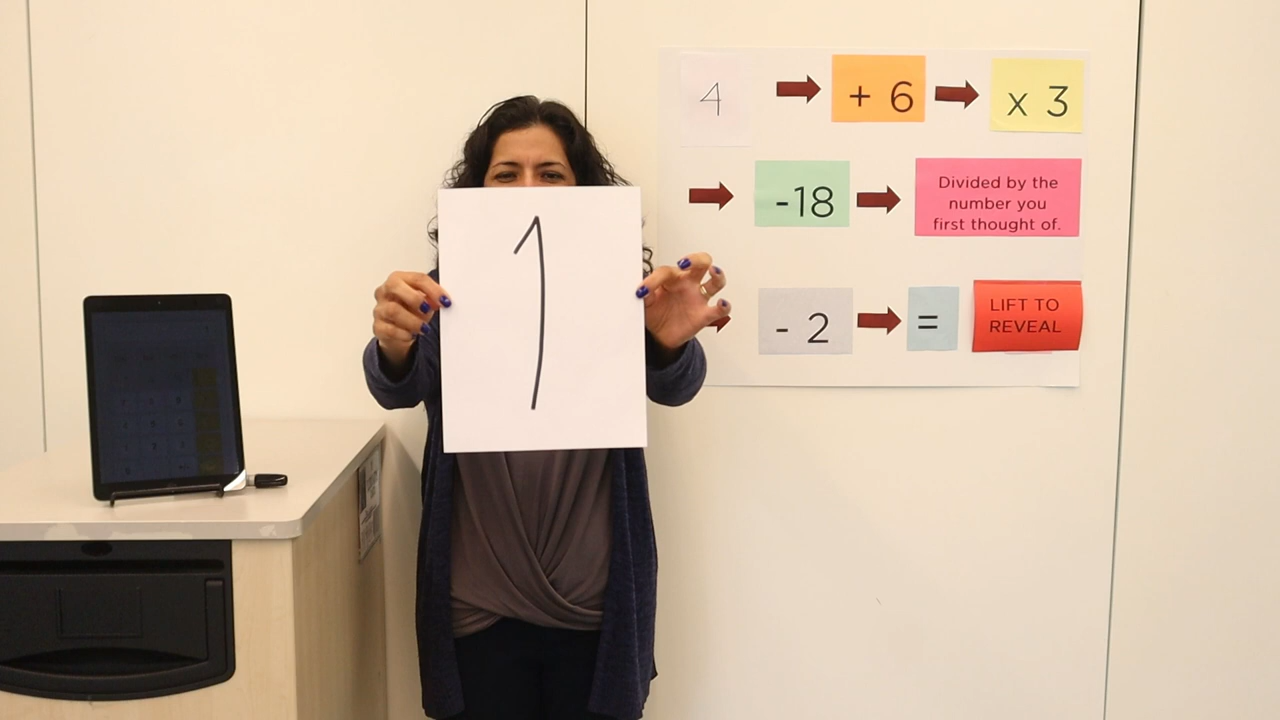 1
4 + 6 x 3
-18 Divided by the
number you
first thought of.
- 2 = LIFT TO
REVEAL